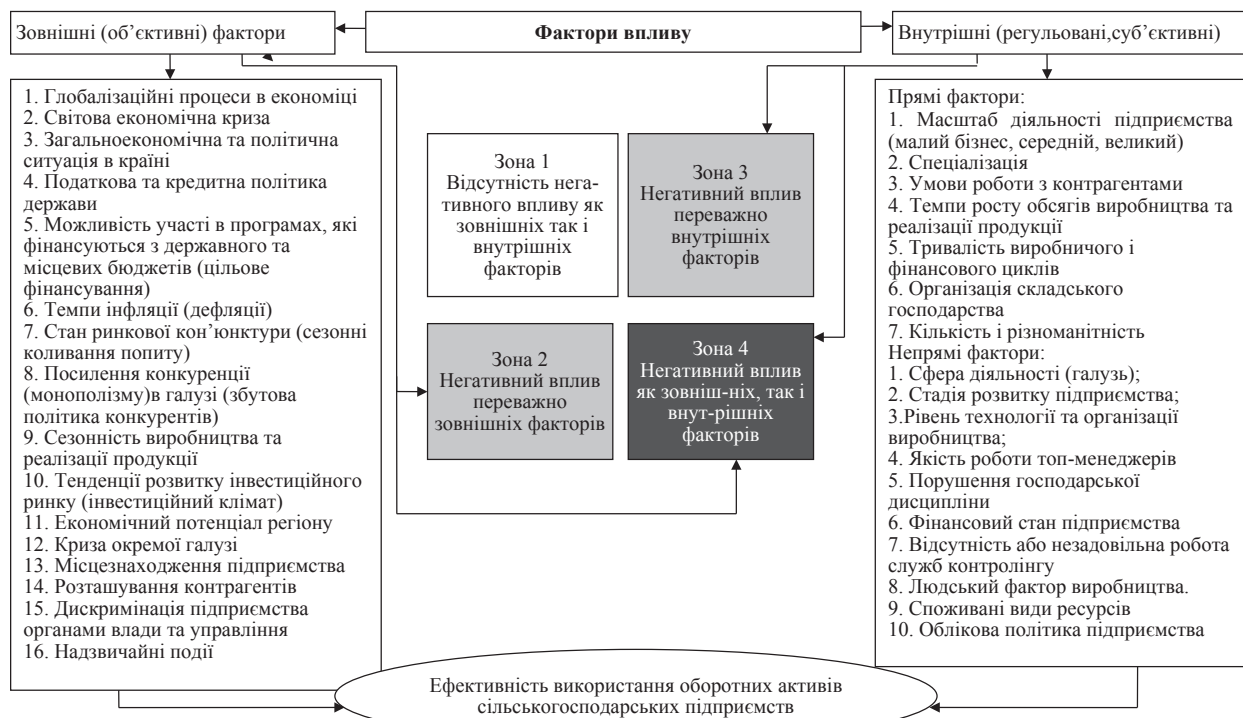 Зовнішні (об’єктивні) фактори
Фактори впливу
Внутрішні (регульовані,суб’єктивні)
1. Глобалізаційні процеси в економіці
2. Світова економічна криза
3. Загальноекономічна та політична
ситуація в країні
4. Податкова та кредитна політика
держави
5. Можливість участі в програмах, які
фінансуються з державного та
місцевих бюджетів (цільове
фінансування)
6. Темпи інфляції (дефляції)
7. Стан ринкової кон’юнктури (сезонні
коливання попиту)
8. Посилення конкуренції
(монополізму)в галузі (збутова
політика конкурентів)
9. Сезонність виробництва та
реалізації продукції
10. Тенденції розвитку інвестиційного
ринку (інвестиційний клімат)
11. Економічний потенціал регіону
12. Криза окремої галузі
13. Місцезнаходження підприємства
14. Розташування контрагентів
15. Дискримінація підприємства
органами влади та управління
16. Надзвичайні події
Зона 1
Відсутність нега-
тивного впливу як
зовнішніх так і
внутрішніх
факторів
Зона 3
Негативний вплив
переважно
внутрішніх
факторів
Зона 2
Негативний вплив
переважно
зовнішніх факторів
Зона 4
Негативний вплив
як зовніш-ніх, так і
внут-рішніх
факторів
Прямі фактори:
1. Масштаб діяльності підприємства
(малий бізнес, середній, великий)
2. Спеціалізація
3. Умови роботи з контрагентами
4. Темпи росту обсягів виробництва та
реалізації продукції
5. Тривалість виробничого і
фінансового циклів
6. Організація складського
господарства
7. Кількість і різноманітність
Непрямі фактори:
1. Сфера діяльності (галузь);
2. Стадія розвитку підприємства;
3.Рівень технології та організації
виробництва;
4. Якість роботи топ-менеджерів
5. Порушення господарської
дисципліни
6. Фінансовий стан підприємства
7. Відсутність або незадовільна робота
служб контролінгу
8. Людський фактор виробництва.
9. Споживані види ресурсів
10. Облікова політика підприємства
Ефективність використання оборотних активів
сільськогосподарських підприємств